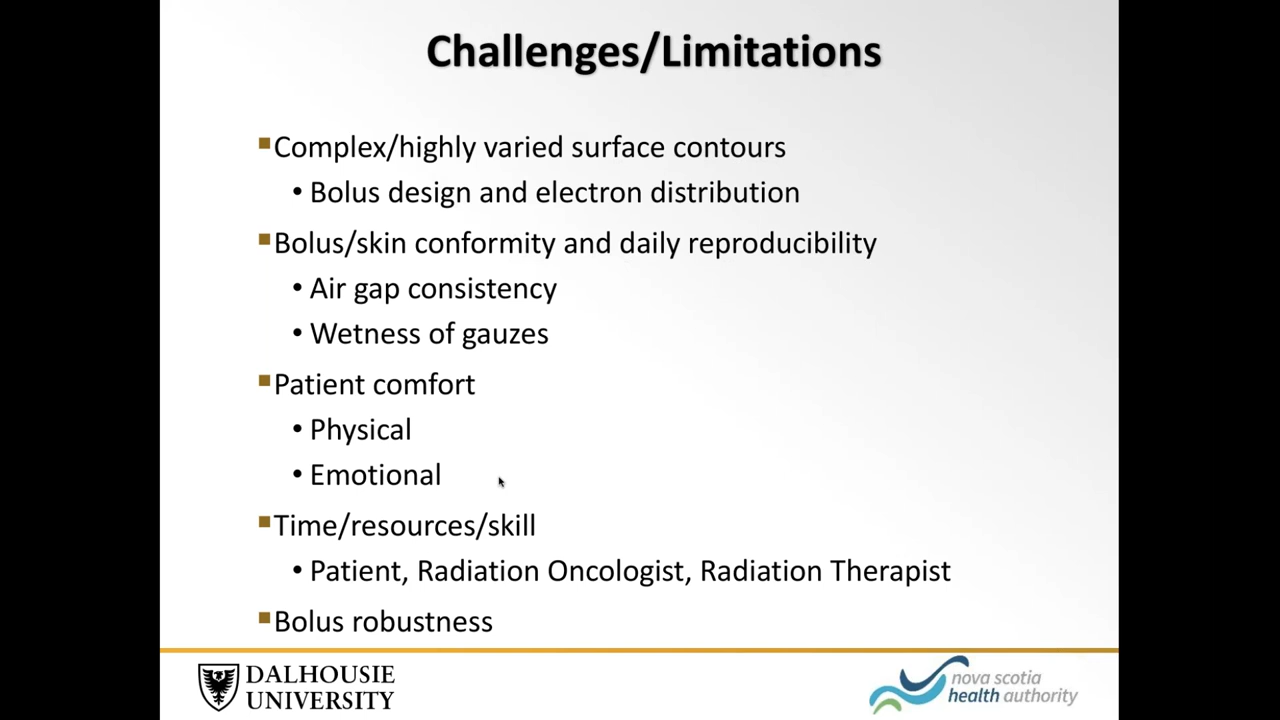 Challenges/Limitations
Complex/highly varied surface contours
• Bolus design and electron distribution
Bolus/skin conformity and daily reproducibility
• Air gap consistency
• Wetness of gauzes
Patient comfort
• Physical
• Emotional
Time/resources/skill
• Patient, Radiation Oncologist, Radiation Therapist
Bolus robustness
DALHOUSIE
UNIVERSITY
nova scotia
health authority